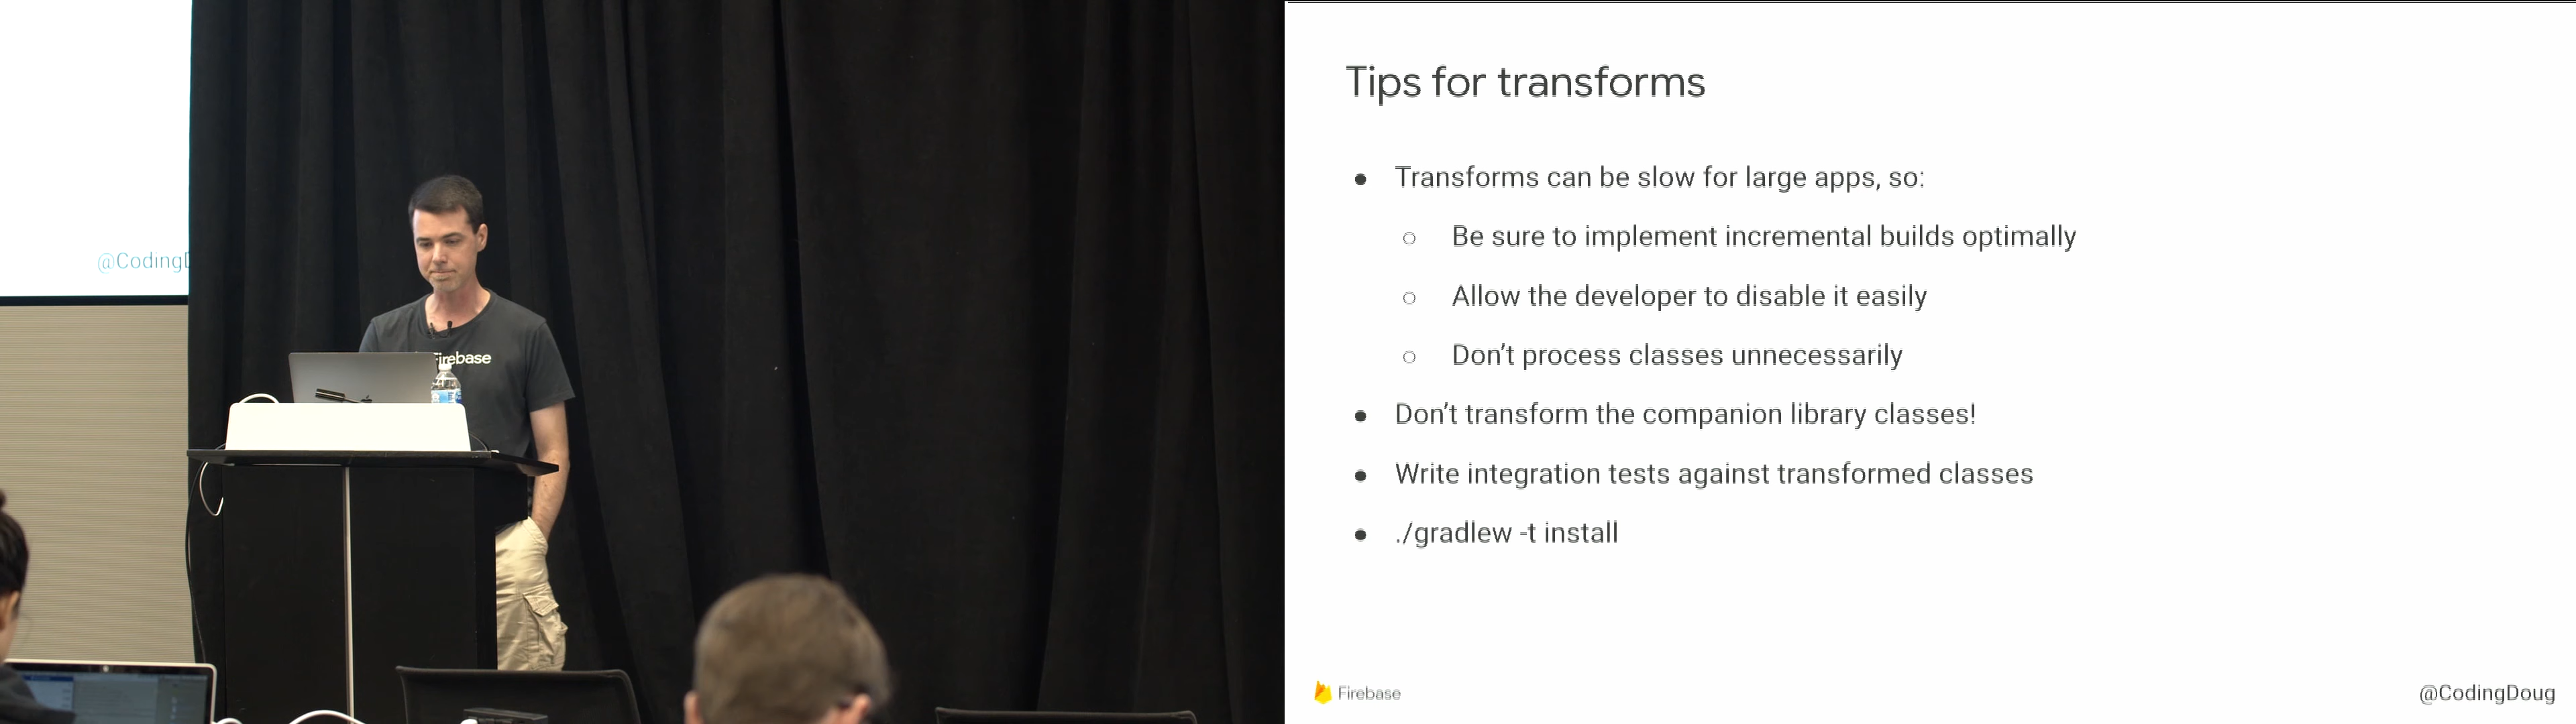 @CodingD
Firebase
Tips for transforms
● Transforms can be slow for large apps, so:
○ Be sure to implement incremental builds optimally
○ Allow the developer to disable it easily
○ Don’t process classes unnecessarily
● Don’t transform the companion library classes!
● Write integration tests against transformed classes
● ./gradlew -t install
Firebase
@CodingDoug